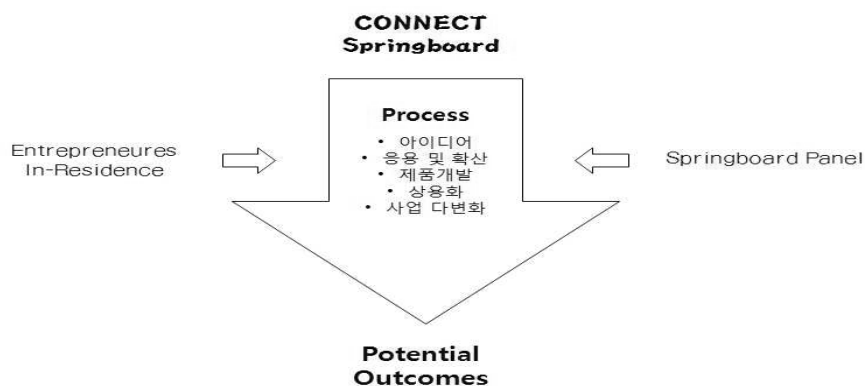 CONNECT
Springboard
Process
• 아이디어
• 응용 및 확산
• 제품개발
• 상용화
• 사업 다변화
Entrepreneures
In-Residence
Springboard Panel
Potential
Outcomes